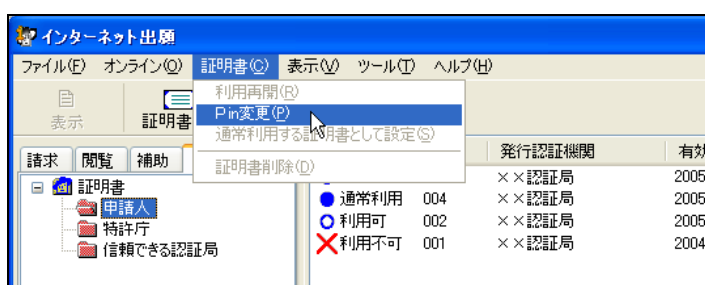 インターネット出願
ファイル(F) オンライン(O) 証明書(C) 表示(V) ツール(T) ヘルプ(H)
利用再開(R)
Pin変更(P)
通常利用する証明書として設定(S)
証明書削除(D)
表示 証明書
請求 閲覧 補助
発行認証機関 有効
証明書
申請人
特許庁
信頼できる認証局
××認証局 2005
通常利用 004 ××認証局 2005
利用可 002 ××認証局 2005
利用不可 001 ××認証局 2004